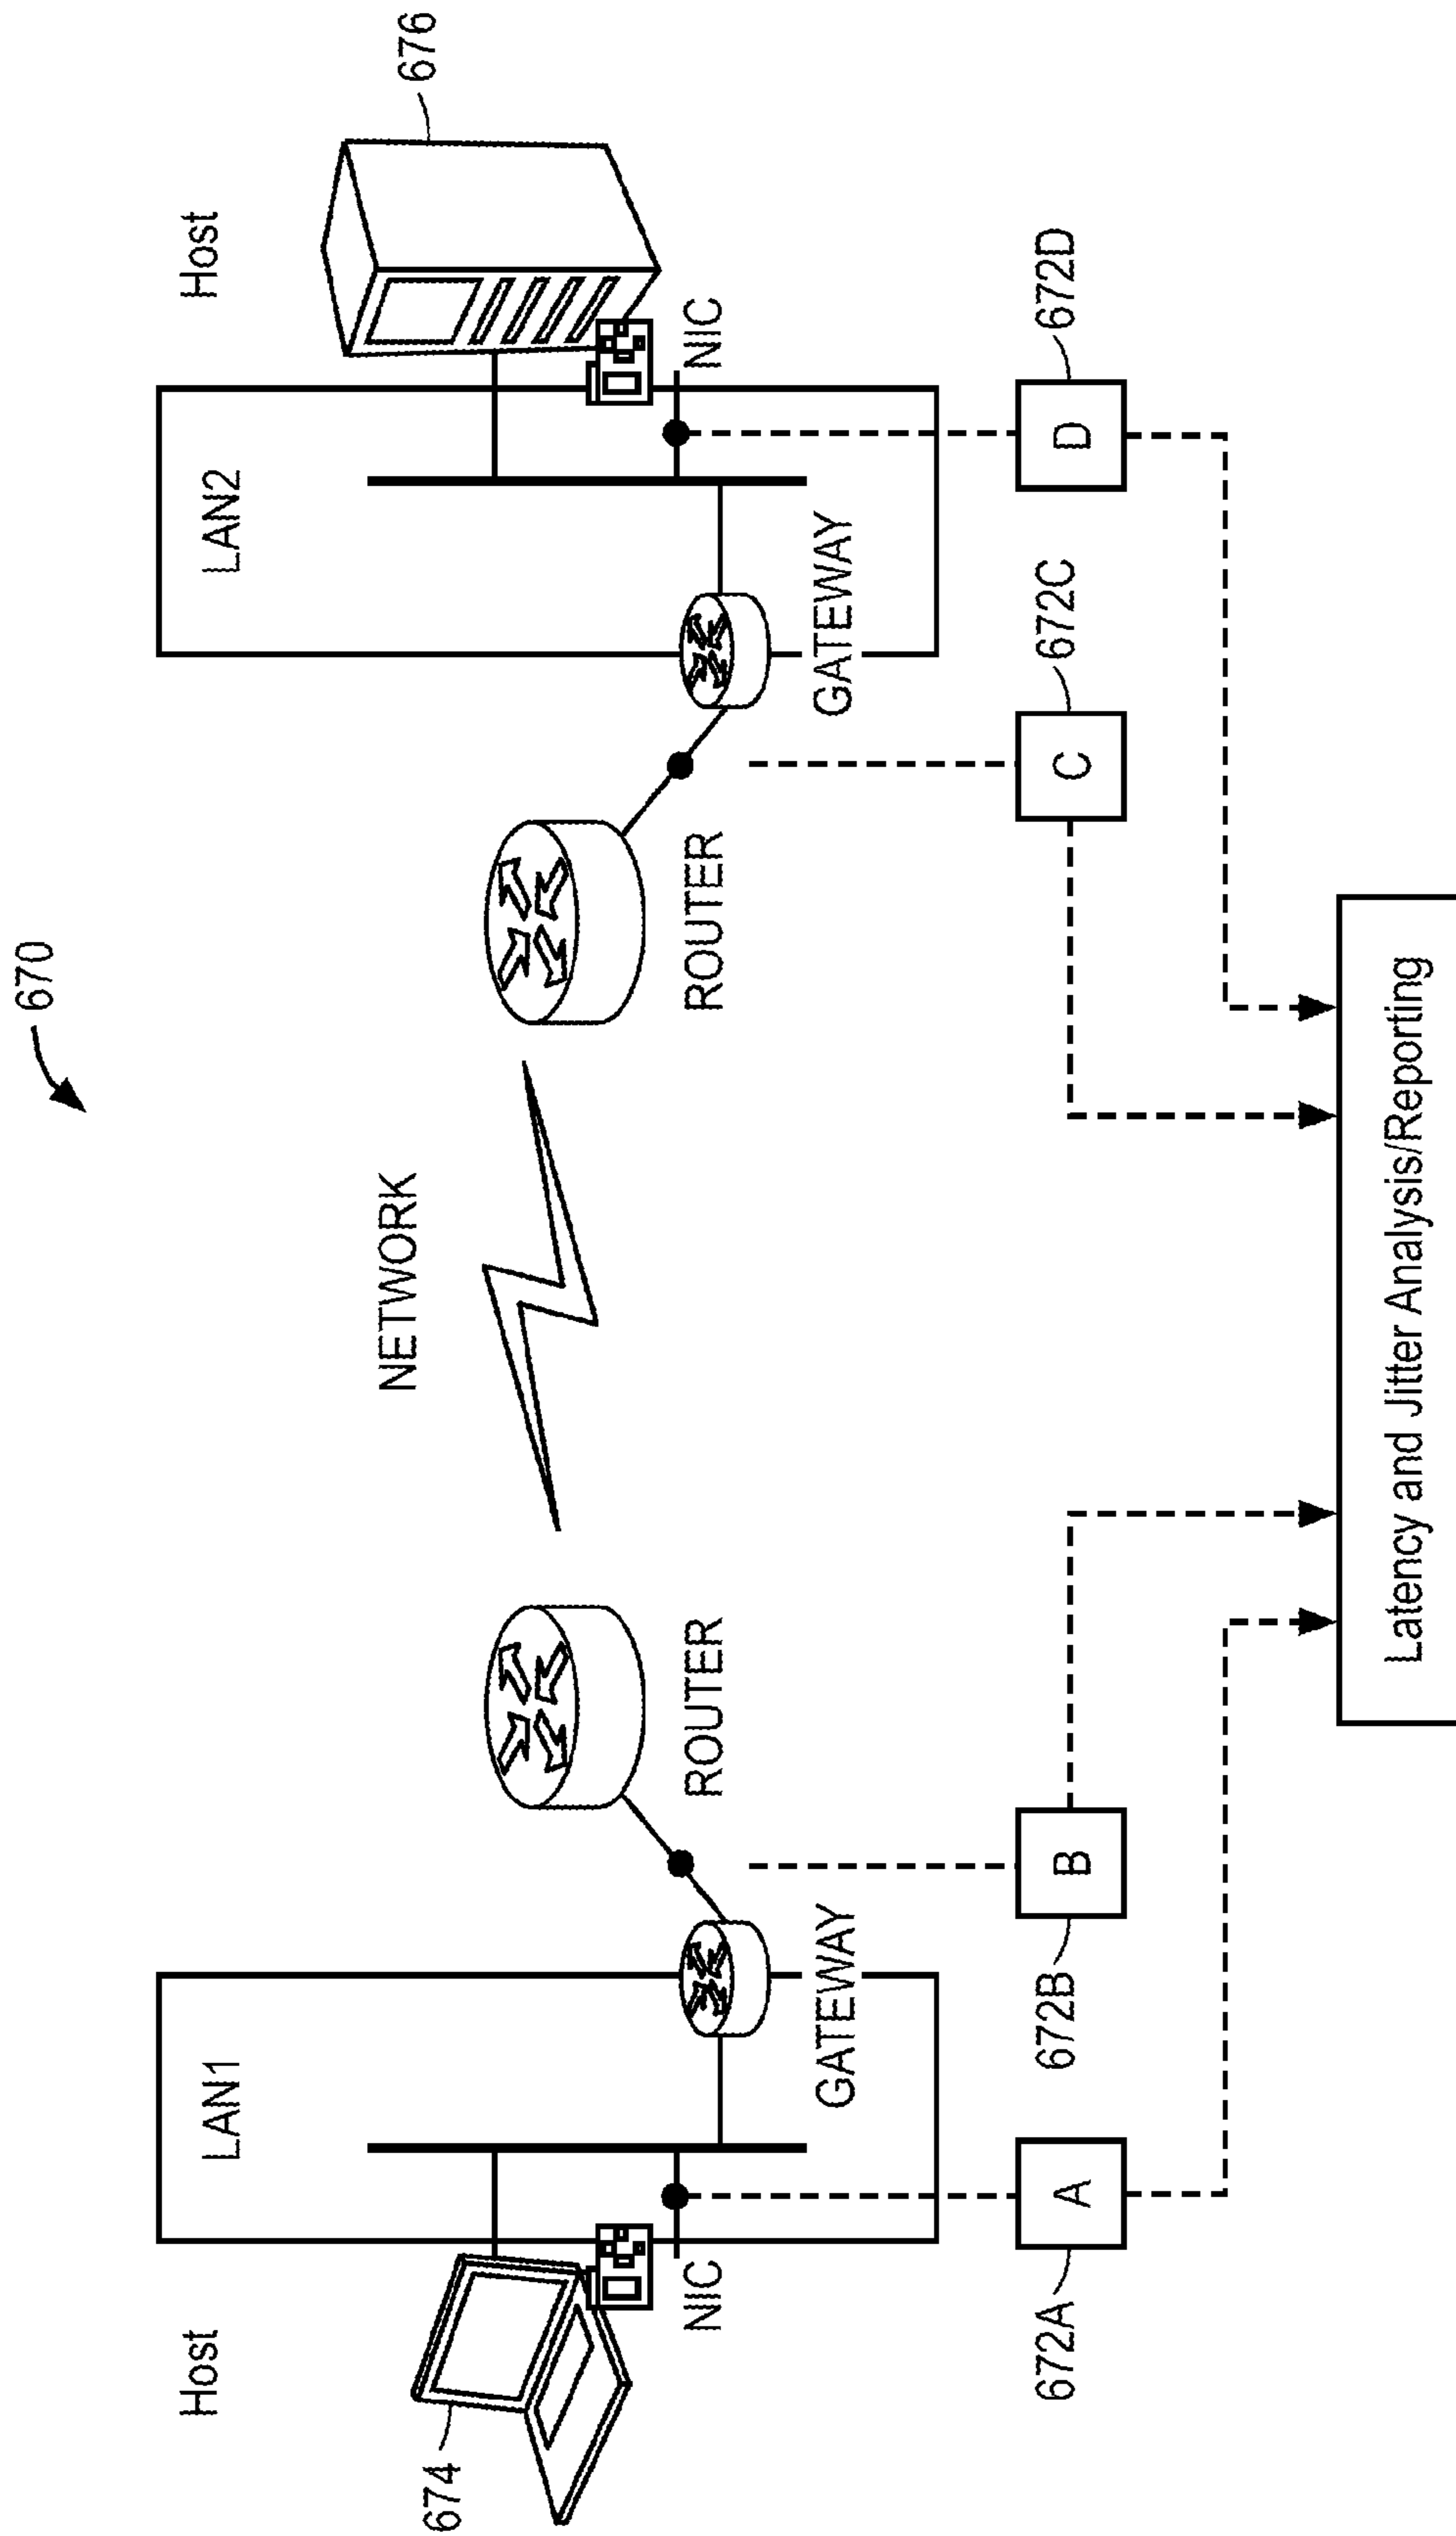 670
Host
Host
676
LAN1
LAN2
674
NETWORK
NIC
NIC
ROUTER
ROUTER
GATEWAY
GATEWAY
672A
A
672B
B
C
672C
D
672D
Latency and Jitter Analysis/Reporting